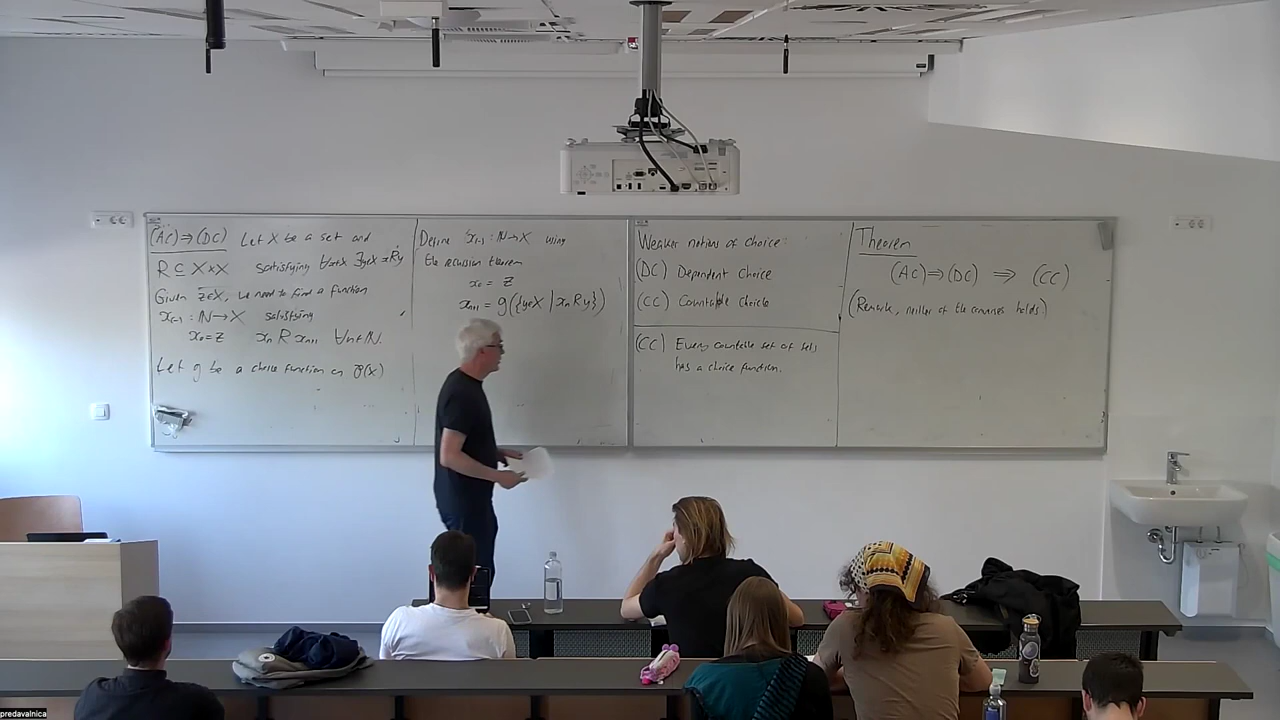 (AC) ⇒ (DC) Let X be a set and
R ⊆ X×X satisfying ∀x∈X ∃y∈X xRy
Given z∈X, we need to find a function
x₍₋₎ : ℕ→X satisfying
x₀=z xₙ R xₙ₊₁ ∀n∈ℕ.
Let g be a choice function on 𝒫(X)
Define x₍₋₎ : ℕ→X using
the recursion theorem
x₀ = z
xₙ₊₁ = g({y∈X | xₙRy})
Weaker notions of choice:
(DC) Dependent choice
(CC) Countable choice
(CC) Every countable set of sets
has a choice function.
Theorem
(AC) ⇒ (DC) ⇒ (CC)
(Remark, neither of the converses holds.)
predavalnica